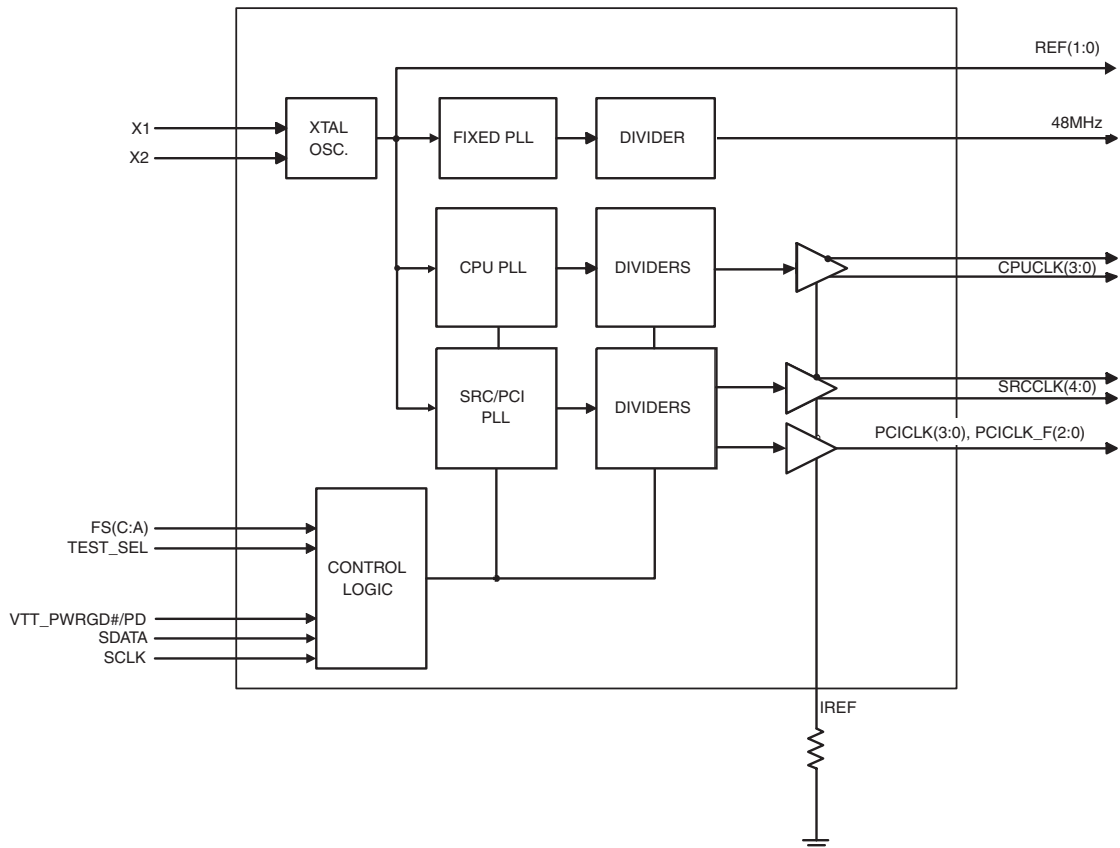 REF(1:0)
X1
X2
XTAL
OSC.
FIXED PLL
DIVIDER
48MHz
CPU PLL
DIVIDERS
CPUCLK(3:0)
SRC/PCI
PLL
DIVIDERS
SRCCLK(4:0)
PCICLK(3:0), PCICLK_F(2:0)
FS(C:A)
TEST_SEL
CONTROL
LOGIC
VTT_PWRGD#/PD
SDATA
SCLK
IREF